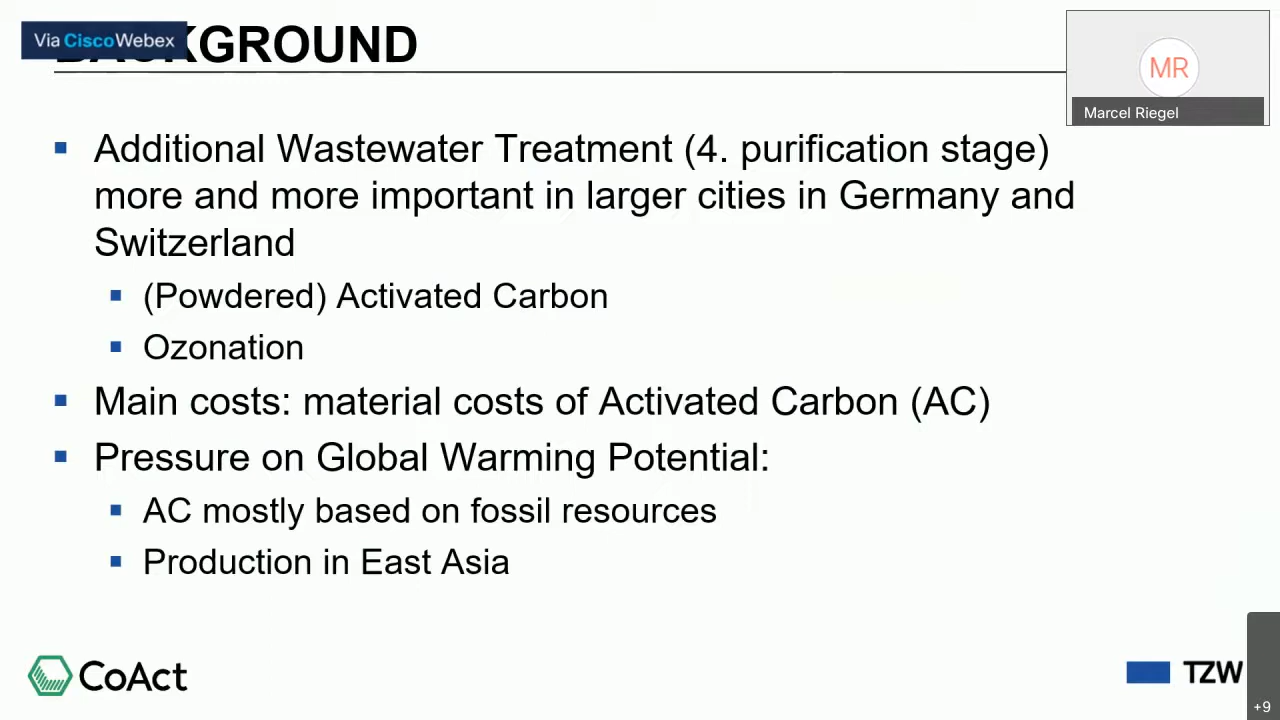 Via CiscoWebex
BACKGROUND
MR
Marcel Riegel
Additional Wastewater Treatment (4. purification stage)
more and more important in larger cities in Germany and
Switzerland
(Powdered) Activated Carbon
Ozonation
Main costs: material costs of Activated Carbon (AC)
Pressure on Global Warming Potential:
AC mostly based on fossil resources
Production in East Asia
CoAct
TZW
+9